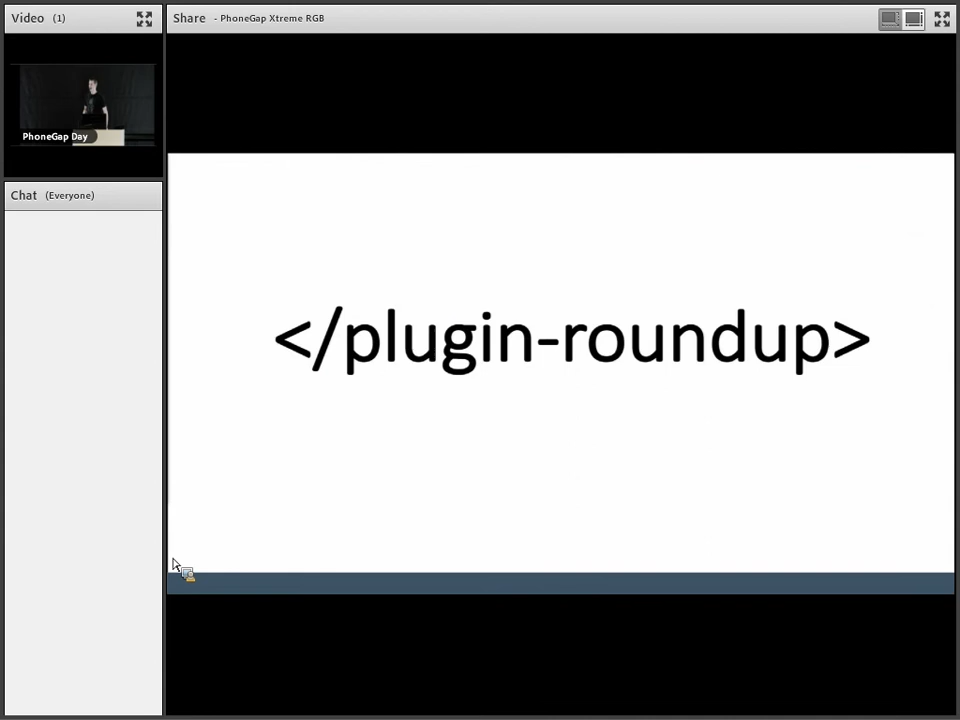 Video (1)
Share - PhoneGap Xtreme RGB
PhoneGap Day
Chat (Everyone)
</plugin-roundup>